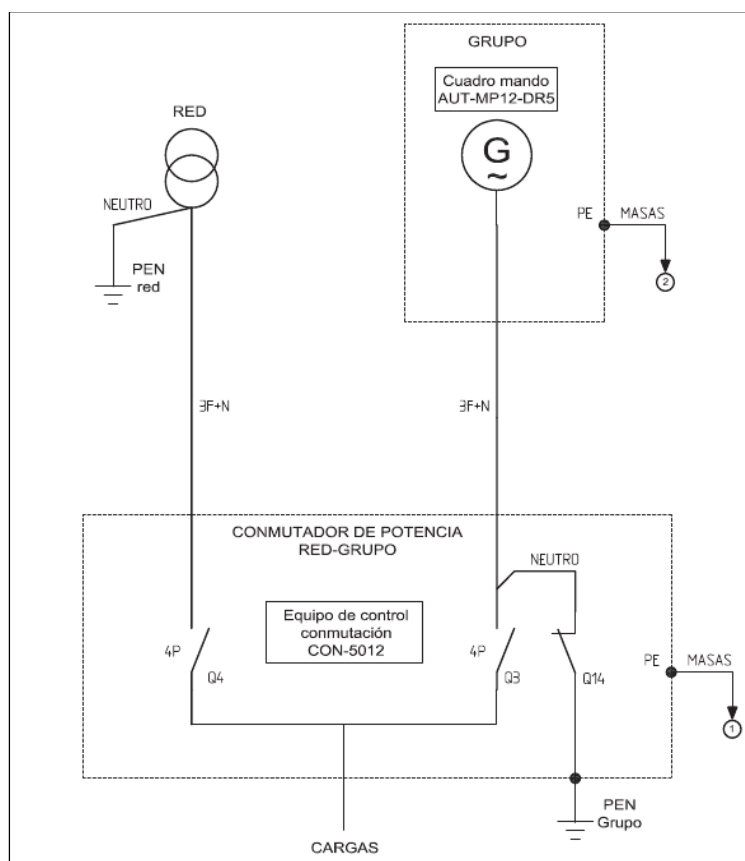 GRUPO
Cuadro mando
AUT-MP12-DR5
RED
G
~
NEUTRO
PE
MASAS
PEN
red
2
3F+N
3F+N
CONMUTADOR DE POTENCIA
RED-GRUPO
NEUTRO
Equipo de control
conmutación
CON-5012
4P
Q4
4P
Q3
Q14
PE
MASAS
1
PEN
Grupo
CARGAS